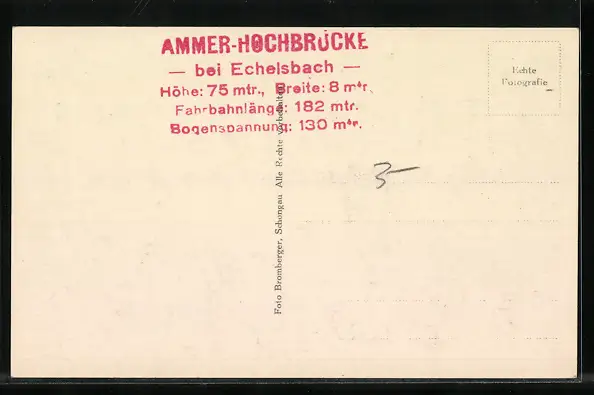 AMMER-HOCHBRÜCKE
— bei Echelsbach —
Höhe: 75 mtr., Breite: 8 mtr.
Fahrbahnlänge: 182 mtr.
Bogenspannung: 130 mtr.
Echte
Fotografie
3-
Foto Bromberger, Schongau Alle Rechte vorbehalten